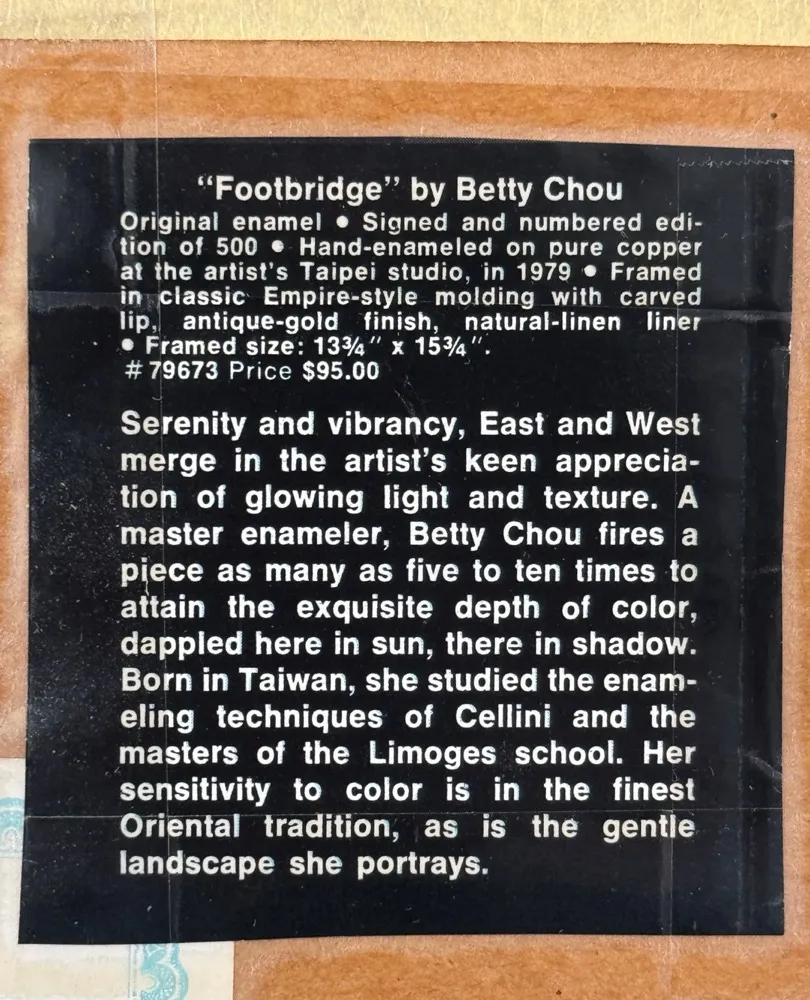 “Footbridge” by Betty Chou
Original enamel • Signed and numbered edi-
tion of 500 • Hand-enameled on pure copper
at the artist's Taipei studio, in 1979 • Framed
in classic Empire-style molding with carved
lip, antique-gold finish, natural-linen liner
• Framed size: 13¾″ x 15¾″.
#79673 Price $95.00
Serenity and vibrancy, East and West
merge in the artist's keen apprecia-
tion of glowing light and texture. A
master enameler, Betty Chou fires a
piece as many as five to ten times to
attain the exquisite depth of color,
dappled here in sun, there in shadow.
Born in Taiwan, she studied the enam-
eling techniques of Cellini and the
masters of the Limoges school. Her
sensitivity to color is in the finest
Oriental tradition, as is the gentle
landscape she portrays.